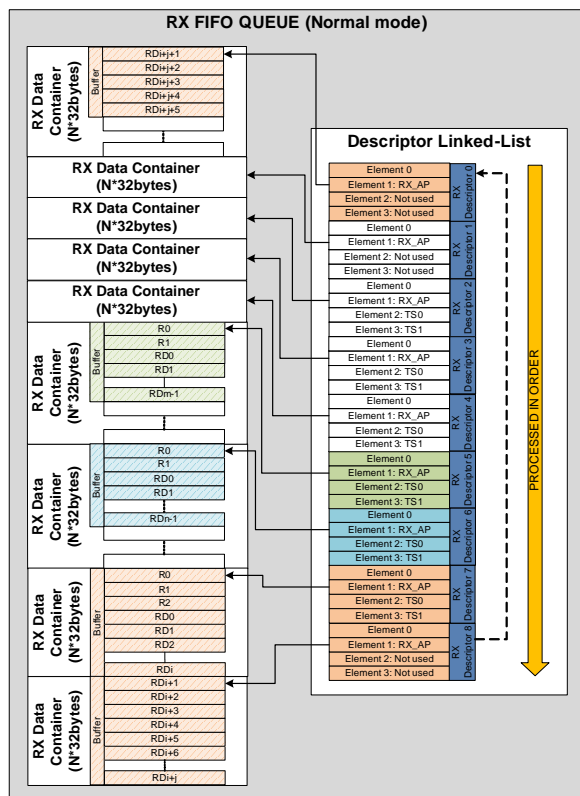 RX FIFO QUEUE (Normal mode)
RX Data
Container
(N*32bytes)
Buffer
RDi+j+1
RDi+j+2
RDi+j+3
RDi+j+4
RDi+j+5
RX Data Container
(N*32bytes)
RX Data Container
(N*32bytes)
RX Data Container
(N*32bytes)
RX Data Container
(N*32bytes)
RX Data
Container
(N*32bytes)
Buffer
R0
R1
RD0
RD1
RDm-1
RX Data
Container
(N*32bytes)
Buffer
R0
R1
RD0
RD1
RDn-1
RX Data
Container
(N*32bytes)
Buffer
R0
R1
R2
RD0
RD1
RD2
RDi
RX Data
Container
(N*32bytes)
Buffer
RDi+1
RDi+2
RDi+3
RDi+4
RDi+5
RDi+6
RDi+j
Descriptor Linked-List
Element 0
Element 1: RX_AP
Element 2: Not used
Element 3: Not used
RX
Descriptor 0
Element 0
Element 1: RX_AP
Element 2: Not used
Element 3: Not used
RX
Descriptor 1
Element 0
Element 1: RX_AP
Element 2: TS0
Element 3: TS1
RX
Descriptor 2
Element 0
Element 1: RX_AP
Element 2: TS0
Element 3: TS1
RX
Descriptor 3
Element 0
Element 1: RX_AP
Element 2: TS0
Element 3: TS1
RX
Descriptor 4
Element 0
Element 1: RX_AP
Element 2: TS0
Element 3: TS1
RX
Descriptor 5
Element 0
Element 1: RX_AP
Element 2: TS0
Element 3: TS1
RX
Descriptor 6
Element 0
Element 1: RX_AP
Element 2: TS0
Element 3: TS1
RX
Descriptor 7
Element 0
Element 1: RX_AP
Element 2: Not used
Element 3: Not used
RX
Descriptor 8
PROCESSED IN ORDER